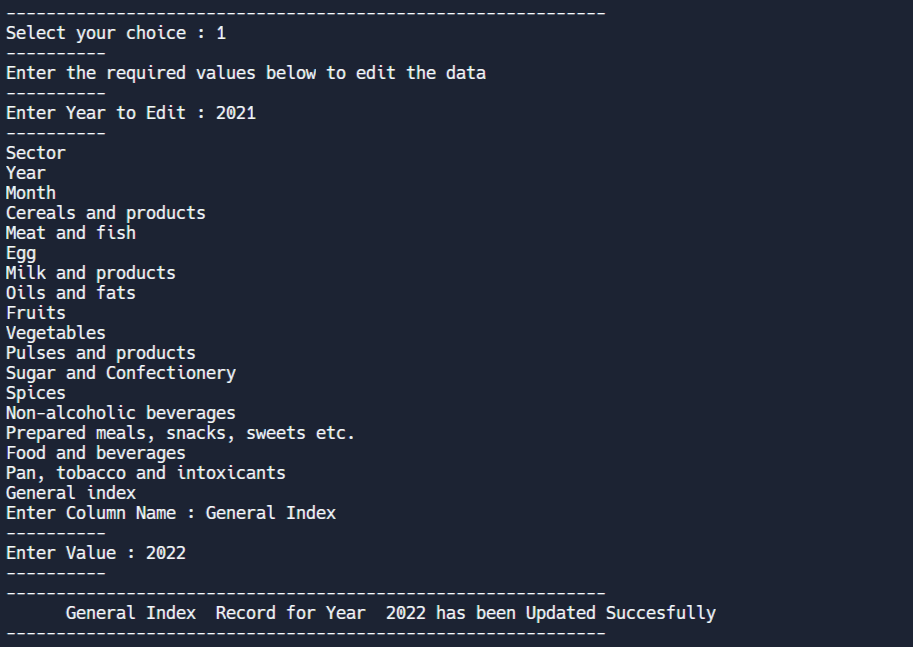 ------------------------------------------------------------
Select your choice : 1
----------
Enter the required values below to edit the data
----------
Enter Year to Edit : 2021
----------
Sector
Year
Month
Cereals and products
Meat and fish
Egg
Milk and products
Oils and fats
Fruits
Vegetables
Pulses and products
Sugar and Confectionery
Spices
Non-alcoholic beverages
Prepared meals, snacks, sweets etc.
Food and beverages
Pan, tobacco and intoxicants
General index
Enter Column Name : General Index
----------
Enter Value : 2022
----------
------------------------------------------------------------
      General Index  Record for Year  2022 has been Updated Succesfully
------------------------------------------------------------